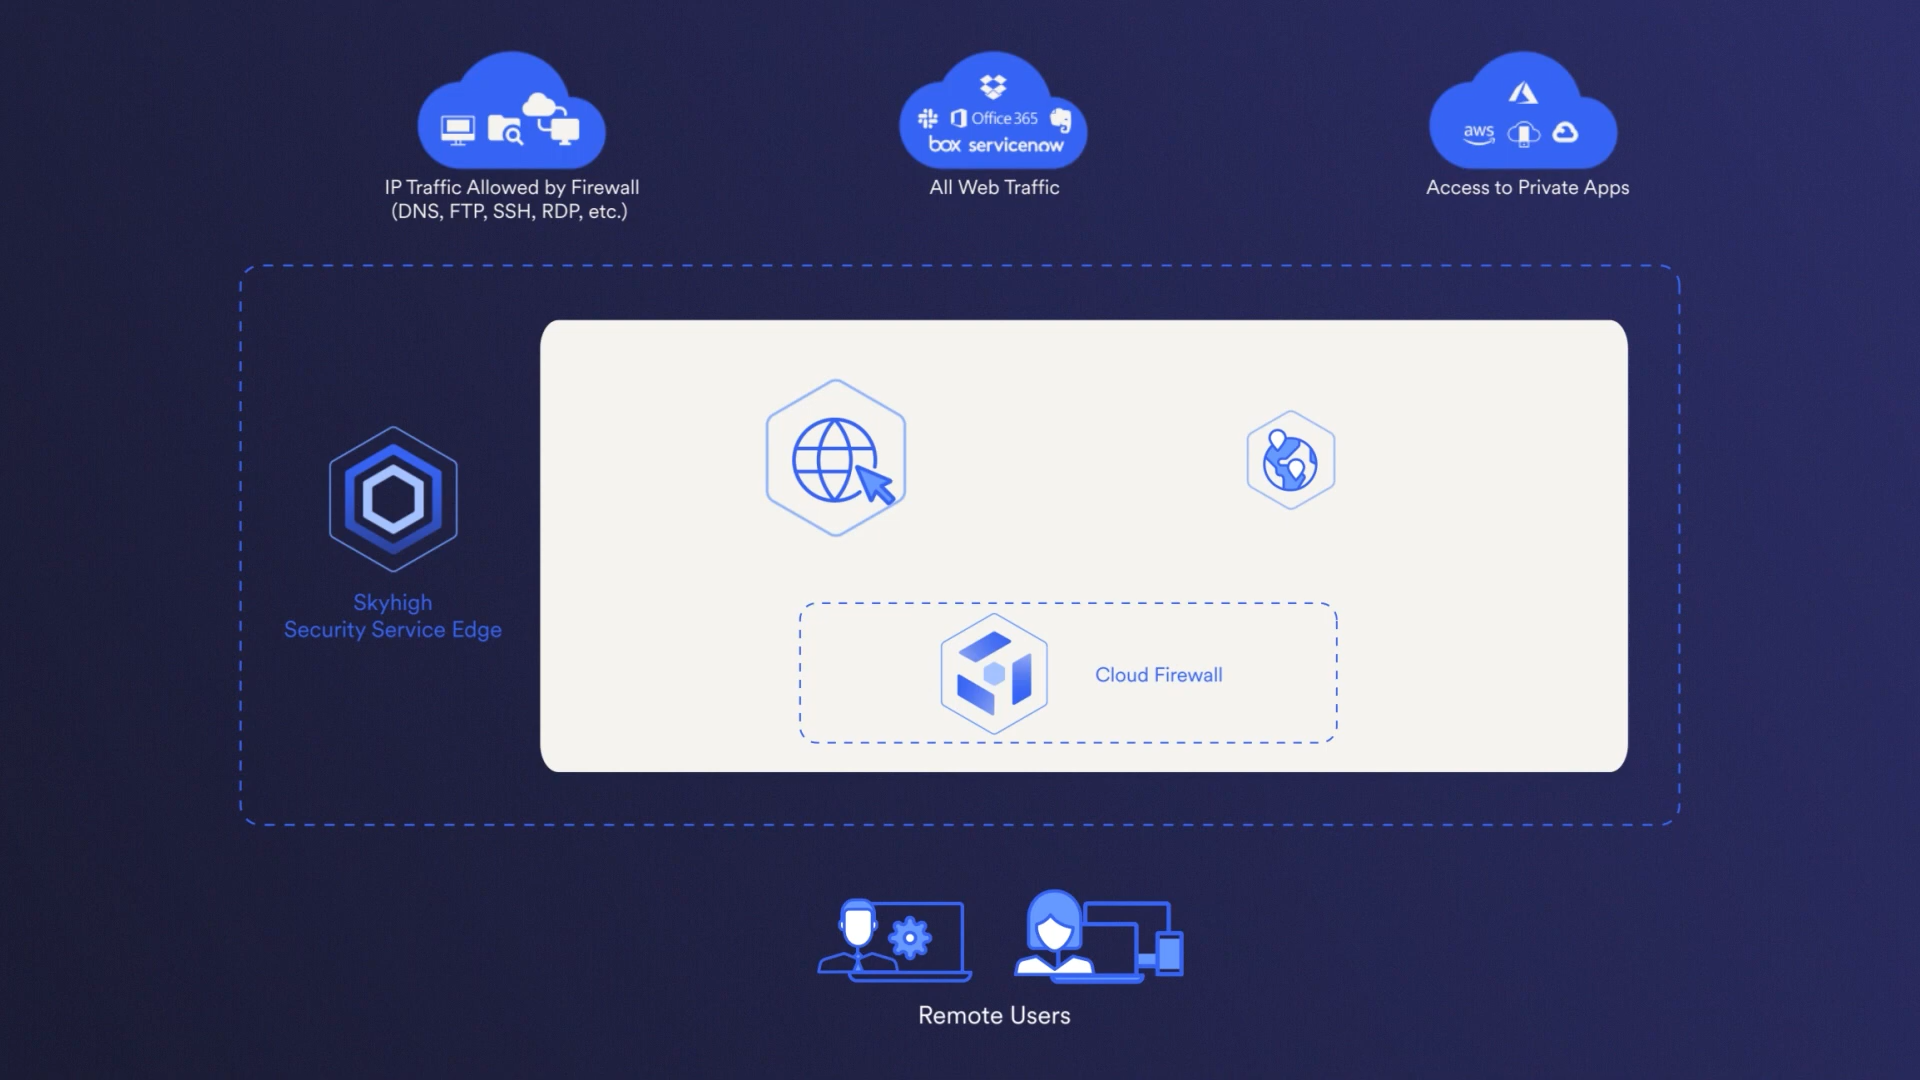 Office 365
box servicenow
aws
IP Traffic Allowed by Firewall
(DNS, FTP, SSH, RDP, etc.)
All Web Traffic
Access to Private Apps
Skyhigh
Security Service Edge
Cloud Firewall
Remote Users